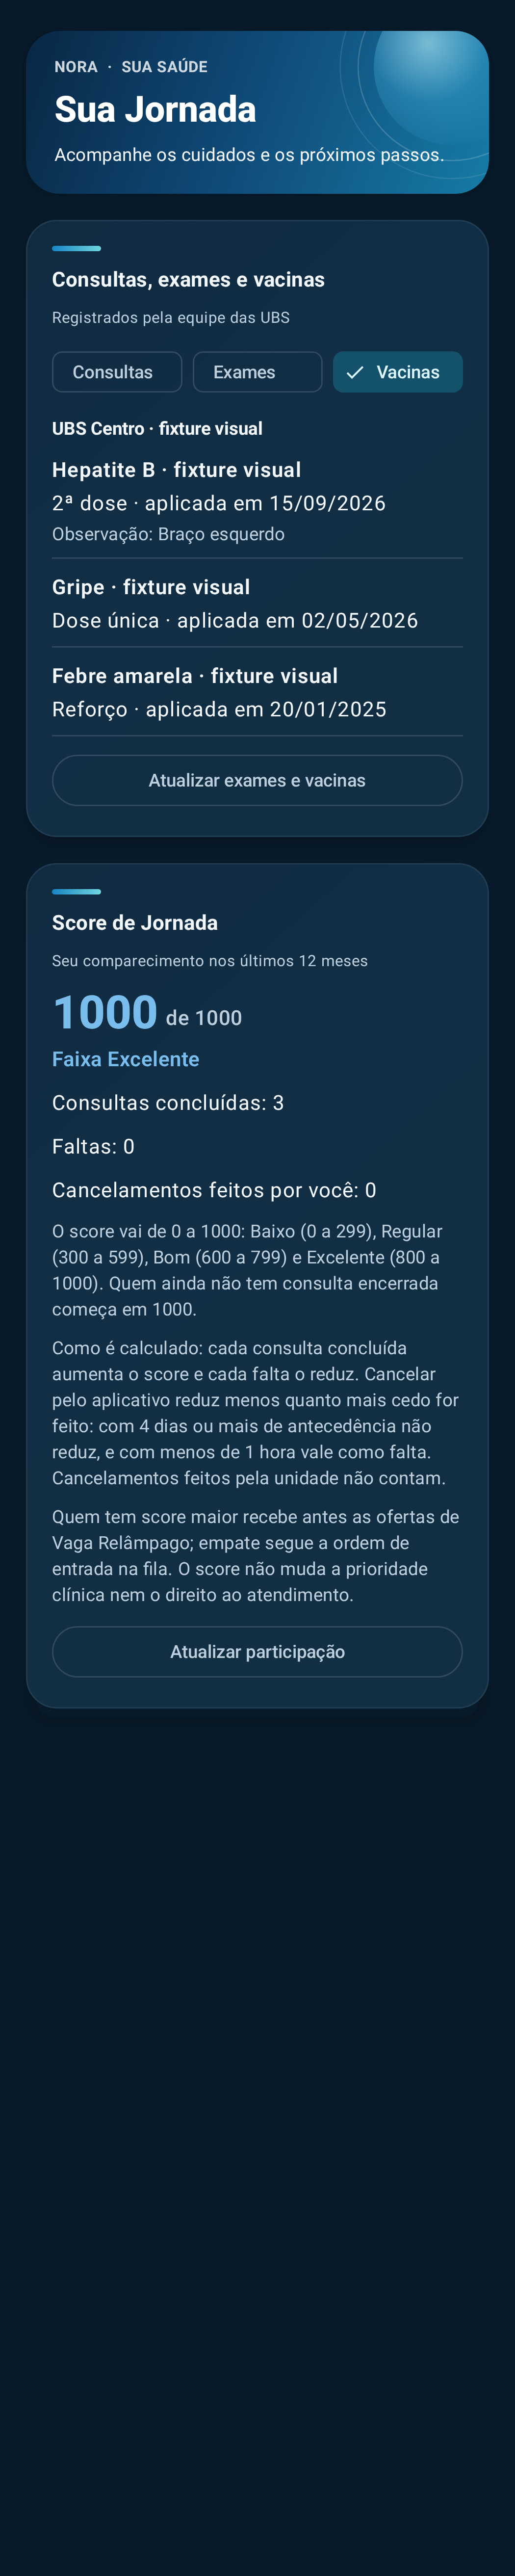 NORA · SUA SAÚDE
Sua Jornada
Acompanhe os cuidados e os próximos passos.
Consultas, exames e vacinas
Registrados pela equipe das UBS
Consultas
Exames
Vacinas
UBS Centro · fixture visual
Hepatite B · fixture visual
2ª dose · aplicada em 15/09/2026
Observação: Braço esquerdo
Gripe · fixture visual
Dose única · aplicada em 02/05/2026
Febre amarela · fixture visual
Reforço · aplicada em 20/01/2025
Atualizar exames e vacinas
Score de Jornada
Seu comparecimento nos últimos 12 meses
1000 de 1000
Faixa Excelente
Consultas concluídas: 3
Faltas: 0
Cancelamentos feitos por você: 0
O score vai de 0 a 1000: Baixo (0 a 299), Regular
(300 a 599), Bom (600 a 799) e Excelente (800 a
1000). Quem ainda não tem consulta encerrada
começa em 1000.
Como é calculado: cada consulta concluída
aumenta o score e cada falta o reduz. Cancelar
pelo aplicativo reduz menos quanto mais cedo for
feito: com 4 dias ou mais de antecedência não
reduz, e com menos de 1 hora vale como falta.
Cancelamentos feitos pela unidade não contam.
Quem tem score maior recebe antes as ofertas de
Vaga Relâmpago; empate segue a ordem de
entrada na fila. O score não muda a prioridade
clínica nem o direito ao atendimento.
Atualizar participação